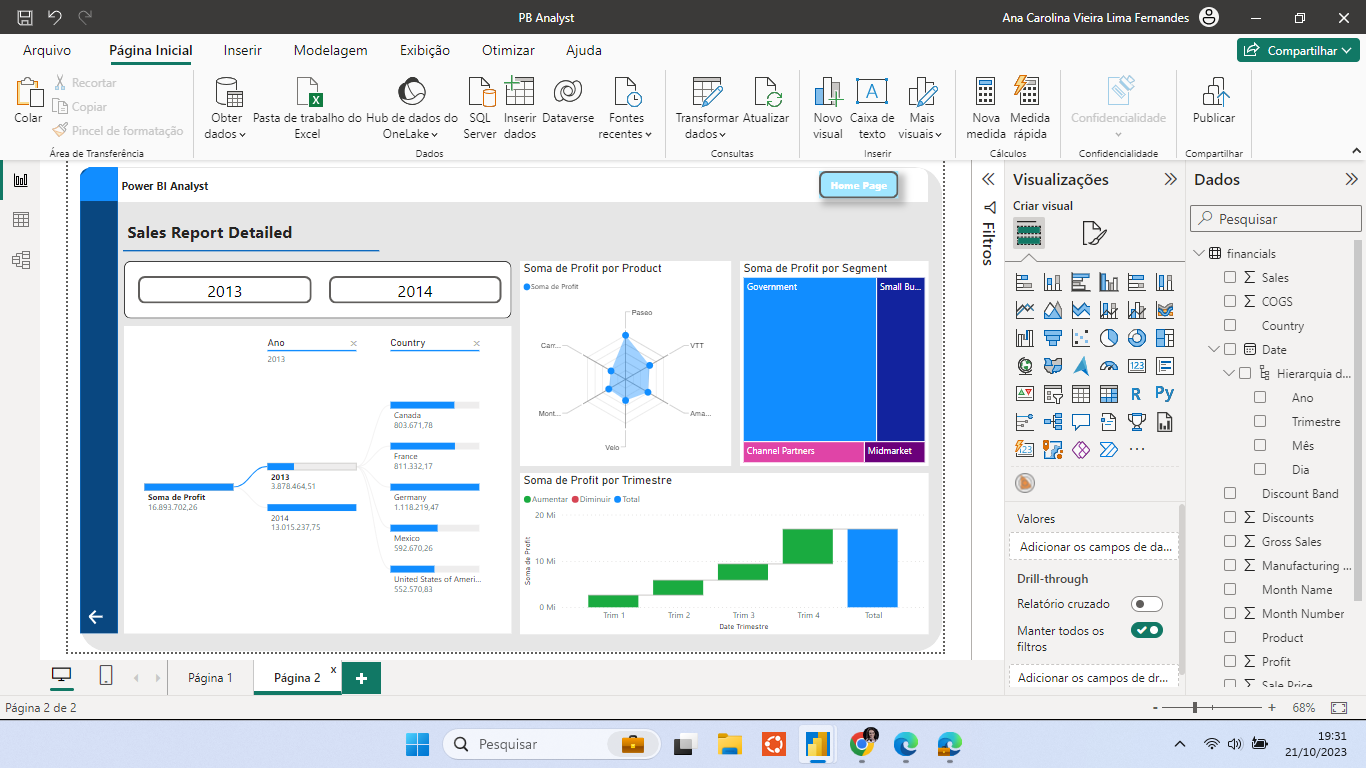 PB Analyst
Ana Carolina Vieira Lima Fernandes
Arquivo
Página Inicial
Inserir
Modelagem
Exibição
Otimizar
Ajuda
Compartilhar
Colar
Recortar
Copiar
Pincel de formatação
Área de Transferência
Obter
dados
Pasta de trabalho do
Excel
Hub de dados do
OneLake
SQL
Server
Inserir
dados
Dataverse
Fontes
recentes
Dados
Transformar
dados
Atualizar
Consultas
Novo
visual
Caixa de
texto
Mais
visuais
Inserir
Nova
medida
Medida
rápida
Cálculos
Confidencialidade
Confidencialidade
Publicar
Compartilhar
Power BI Analyst
Home Page
Sales Report Detailed
2013
2014
Ano
2013
Country
Soma de Profit
16.893.702,26
2013
3.878.464,51
2014
13.015.237,75
Canada
803.671,78
France
811.332,17
Germany
1.118.219,47
Mexico
592.670,26
United States of Ameri...
552.570,83
Soma de Profit por Product
Soma de Profit
Paseo
VTT
Ama...
Velo
Mont...
Carr...
Soma de Profit por Segment
Government
Small Bu...
Channel Partners
Midmarket
Soma de Profit por Trimestre
Aumentar
Diminuir
Total
Soma de Profit
20 Mi
10 Mi
0 Mi
Trim 1
Trim 2
Trim 3
Trim 4
Total
Date Trimestre
Filtros
Visualizações
Criar visual
R
Py
123
123
Valores
Adicionar os campos de da...
Drill-through
Relatório cruzado
Manter todos os
filtros
Adicionar os campos de dr...
Dados
Pesquisar
financials
Sales
COGS
Country
Date
Hierarquia d...
Ano
Trimestre
Mês
Dia
Discount Band
Discounts
Gross Sales
Manufacturing ...
Month Name
Month Number
Product
Profit
Sale Price
Página 1
Página 2
x
Página 2 de 2
- +
68%
Pesquisar
19:31
21/10/2023